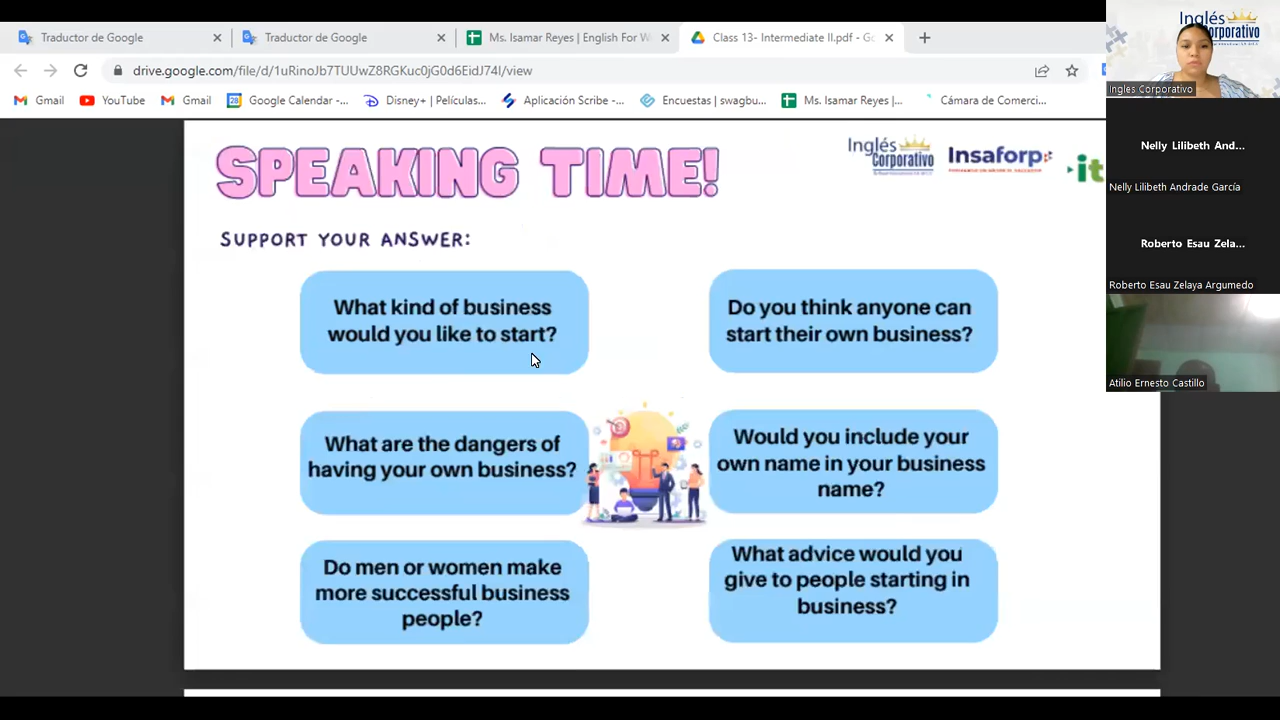 Traductor de Google
Traductor de Google
Ms. Isamar Reyes | English For W
Class 13- Intermediate II.pdf - Go
drive.google.com/file/d/1uRinoJb7TUUwZ8RGKuc0jG0d6EidJ74l/view
Gmail
YouTube
Gmail
28
Google Calendar -...
Disney+ | Películas...
Aplicación Scribe -...
Encuestas | swagbu...
Ms. Isamar Reyes |...
Cámara de Comerci...
SPEAKING TIME!
Inglés
Corporativo
Insaforp
it
SUPPORT YOUR ANSWER:
What kind of business
would you like to start?
Do you think anyone can
start their own business?
What are the dangers of
having your own business?
Would you include your
own name in your business
name?
Do men or women make
more successful business
people?
What advice would you
give to people starting in
business?
Inglés
Corporativo
Ingles Corporativo
Nelly Lilibeth And...
Nelly Lilibeth Andrade García
Roberto Esau Zela...
Roberto Esau Zelaya Argumedo
Atilio Ernesto Castillo